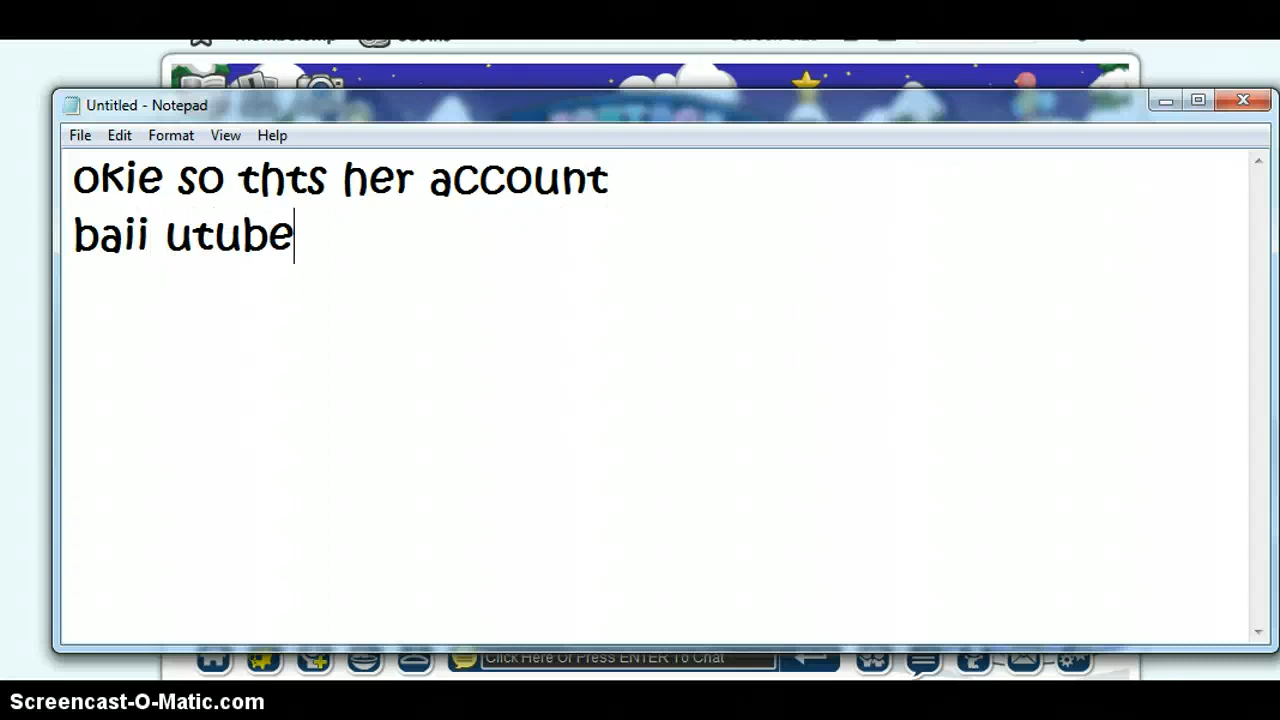 Untitled - Notepad
File Edit Format View Help
okie so thts her account
baii utube
Click Here Or Press ENTER To Chat
Screencast-O-Matic.com